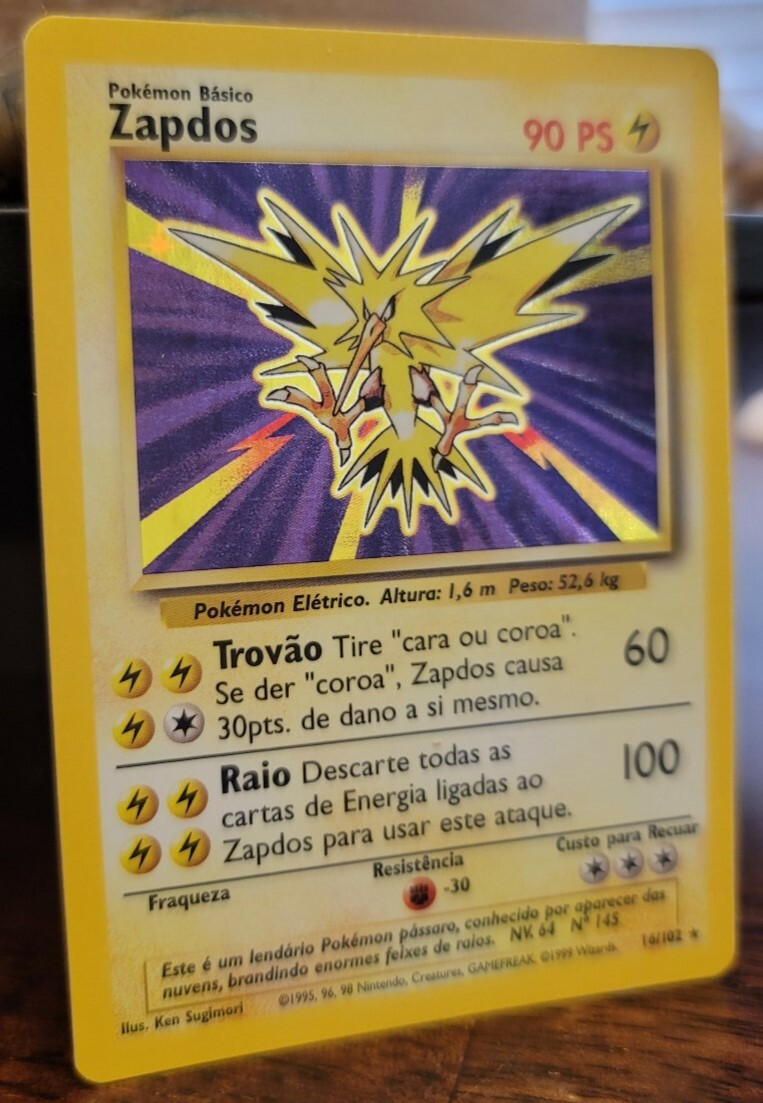 Pokémon Básico
Zapdos
90 PS
Pokémon Elétrico. Altura: 1,6 m Peso: 52,6 kg
Trovão Tire "cara ou coroa".
Se der "coroa", Zapdos causa
30pts. de dano a si mesmo.
60
Raio Descarte todas as
cartas de Energia ligadas ao
Zapdos para usar este ataque.
100
Fraqueza
Resistência
-30
Custo para Recuar
Este é um lendário Pokémon pássaro, conhecido por aparecer das
nuvens, brandindo enormes feixes de raios. NV. 64 Nº 145
Ilus. Ken Sugimori
©1995, 96, 98 Nintendo, Creatures, GAMEFREAK. ©1999 Wizards.
16/102 ★